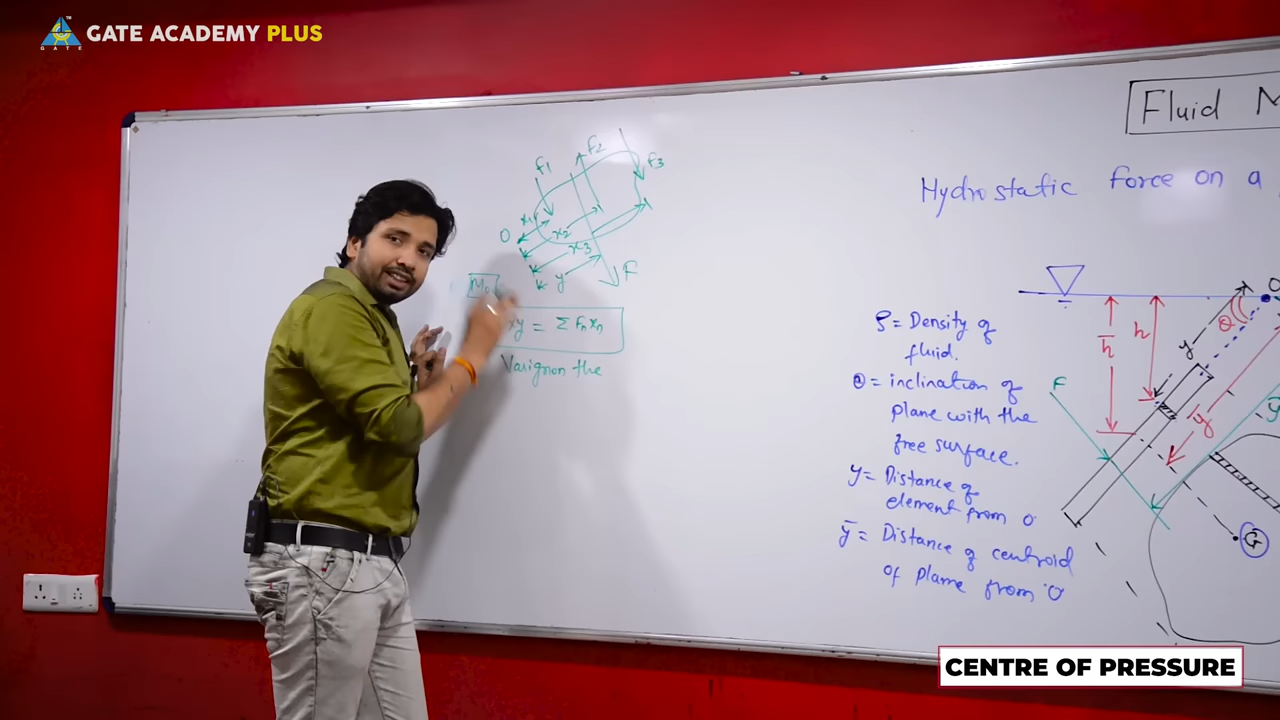 GATE ACADEMY PLUS
GATE
Fluid M
Hydrostatic force on a
f1
f2
f3
x1
x2
x3
y
O
F
M
xy = Σ Fn xn
Varignon the
ρ = Density of
fluid.
θ = inclination of
plane with the
free surface.
y = Distance of
element from o
ȳ = Distance of centroid
of plane from 'O'
h̄
h
θ
y
ȳ
F
G
CENTRE OF PRESSURE